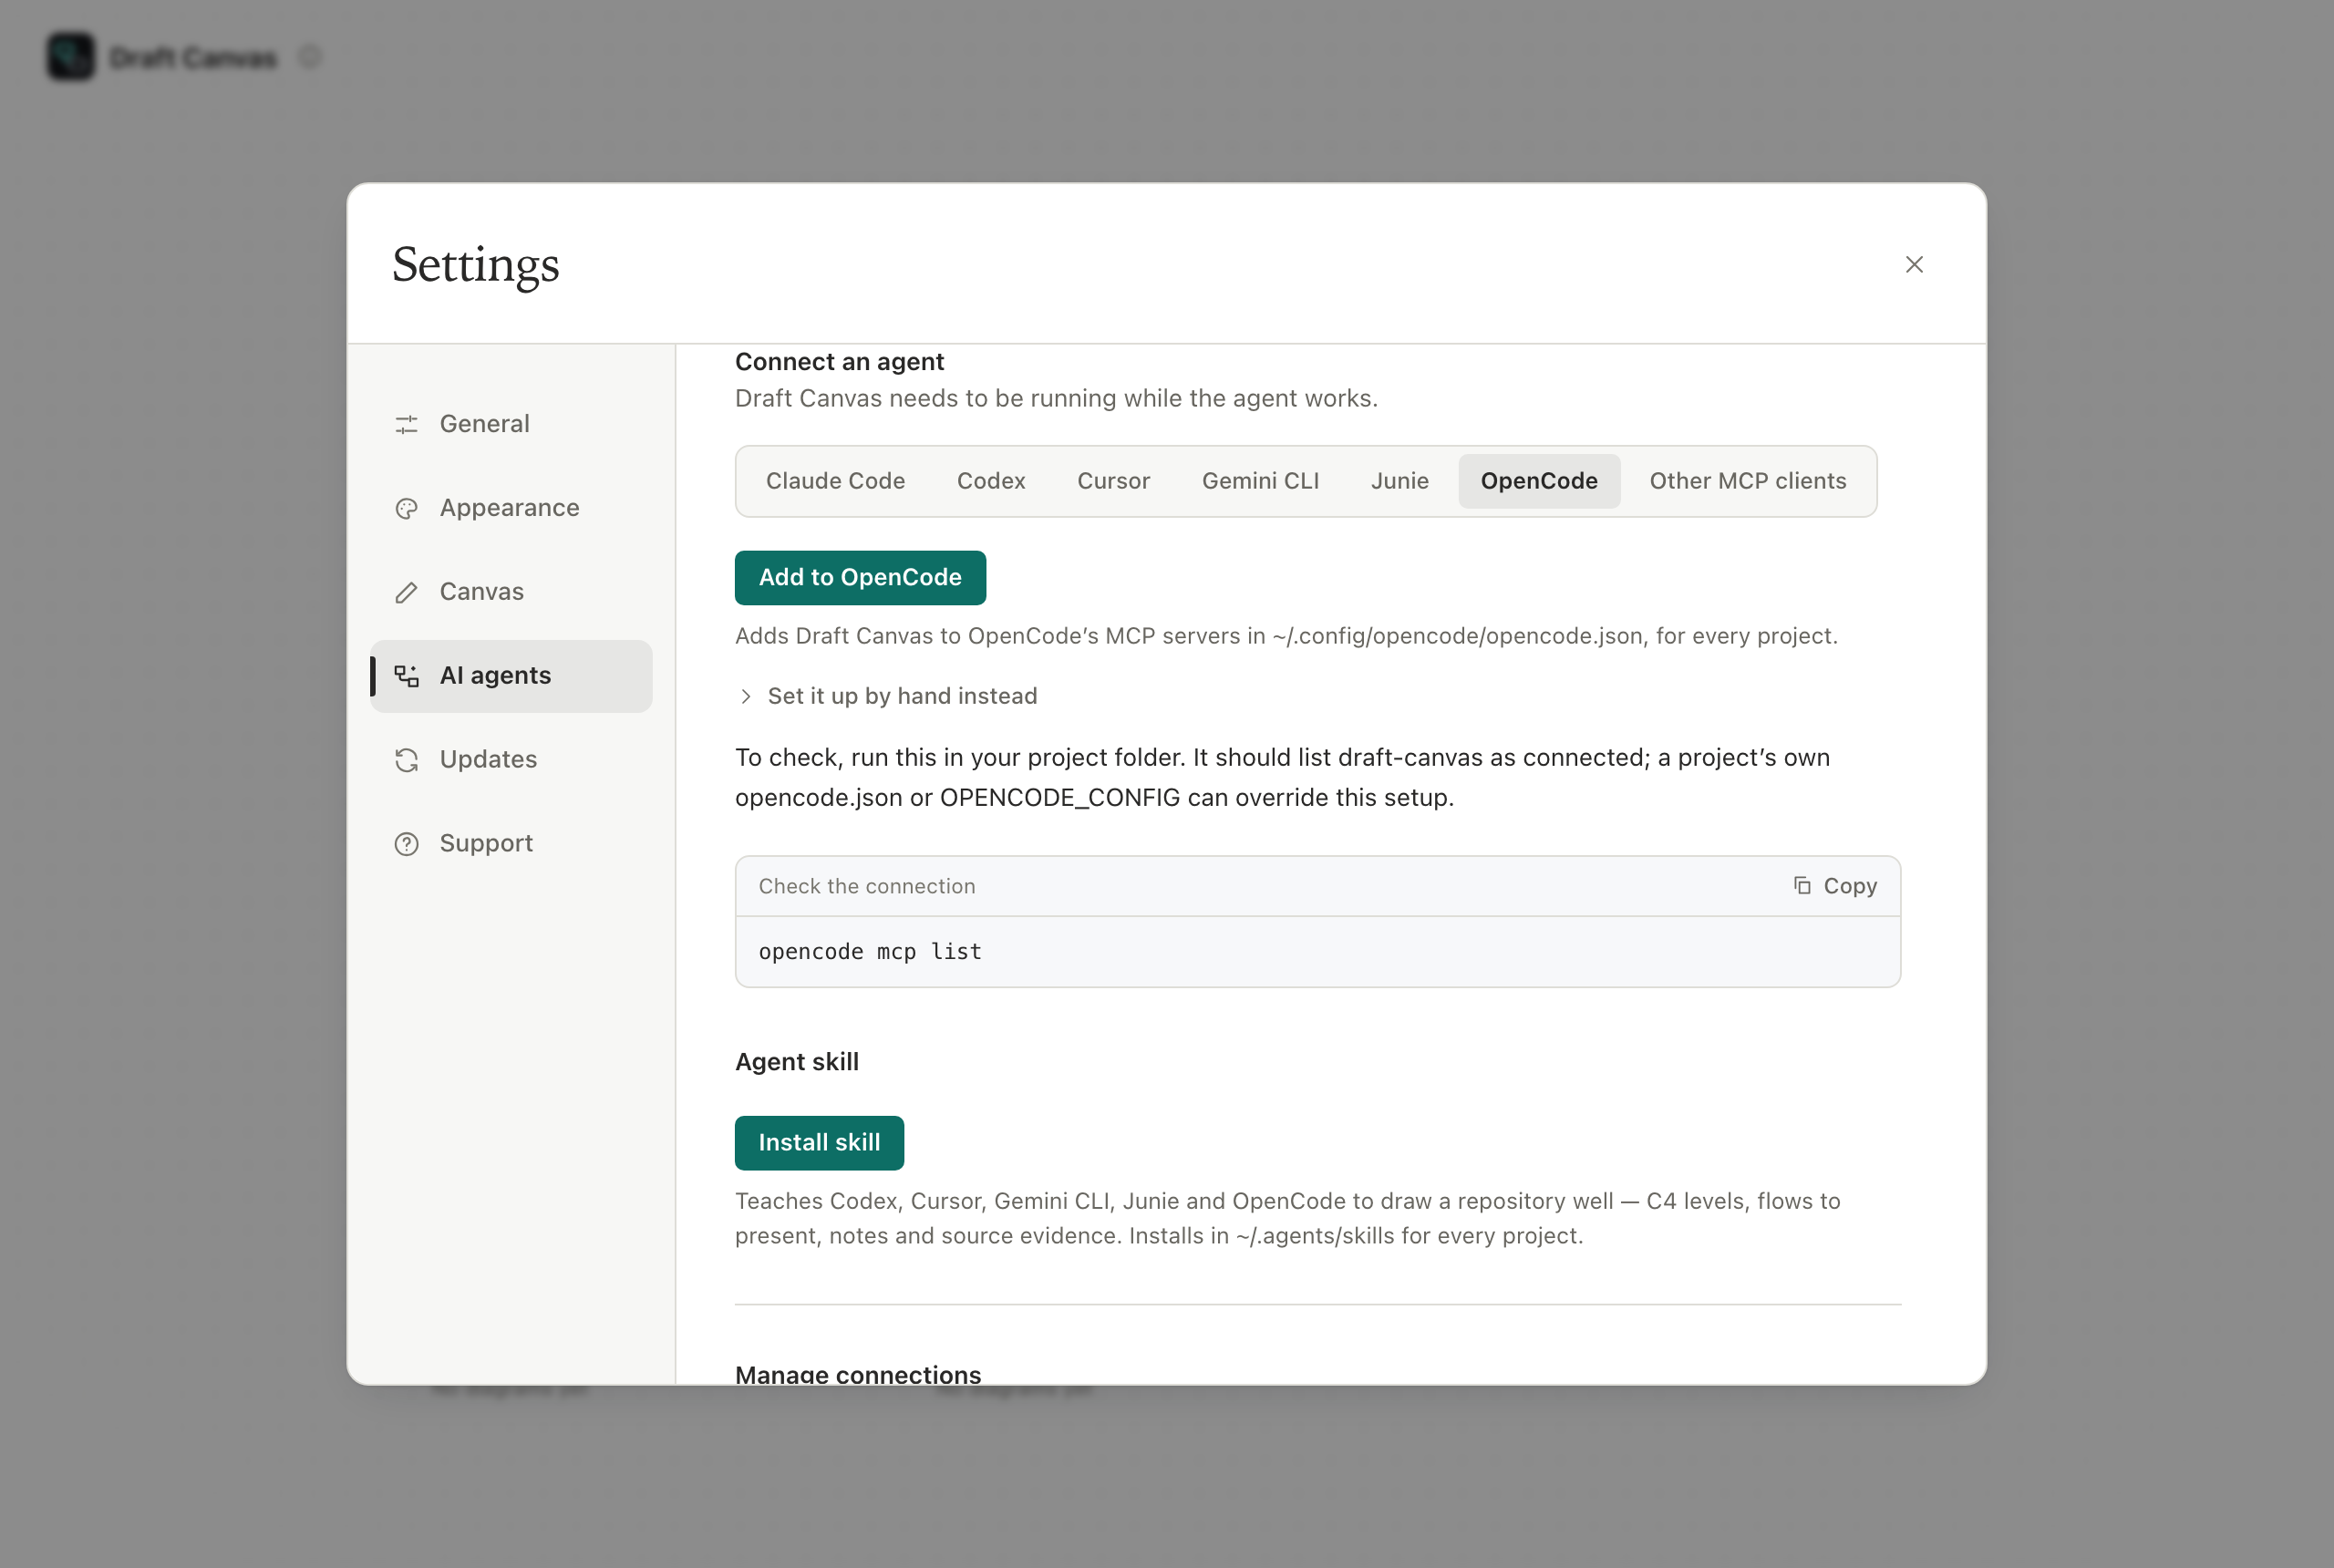 Draft Canvas
Settings
General
Appearance
Canvas
AI agents
Updates
Support
Connect an agent
Draft Canvas needs to be running while the agent works.
Claude Code Codex Cursor Gemini CLI Junie OpenCode Other MCP clients
Add to OpenCode
Adds Draft Canvas to OpenCode’s MCP servers in ~/.config/opencode/opencode.json, for every project.
Set it up by hand instead
To check, run this in your project folder. It should list draft-canvas as connected; a project’s own
opencode.json or OPENCODE_CONFIG can override this setup.
Check the connection Copy
opencode mcp list
Agent skill
Install skill
Teaches Codex, Cursor, Gemini CLI, Junie and OpenCode to draw a repository well — C4 levels, flows to
present, notes and source evidence. Installs in ~/.agents/skills for every project.
Manage connections